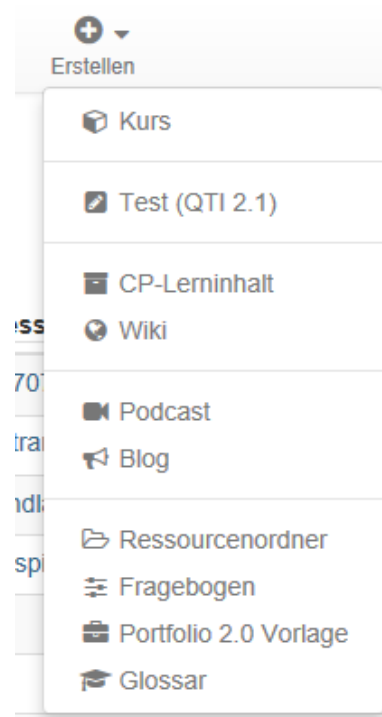 Erstellen
Kurs
Test (QTI 2.1)
CP-Lerninhalt
Wiki
Podcast
Blog
Ressourcenordner
Fragebogen
Portfolio 2.0 Vorlage
Glossar